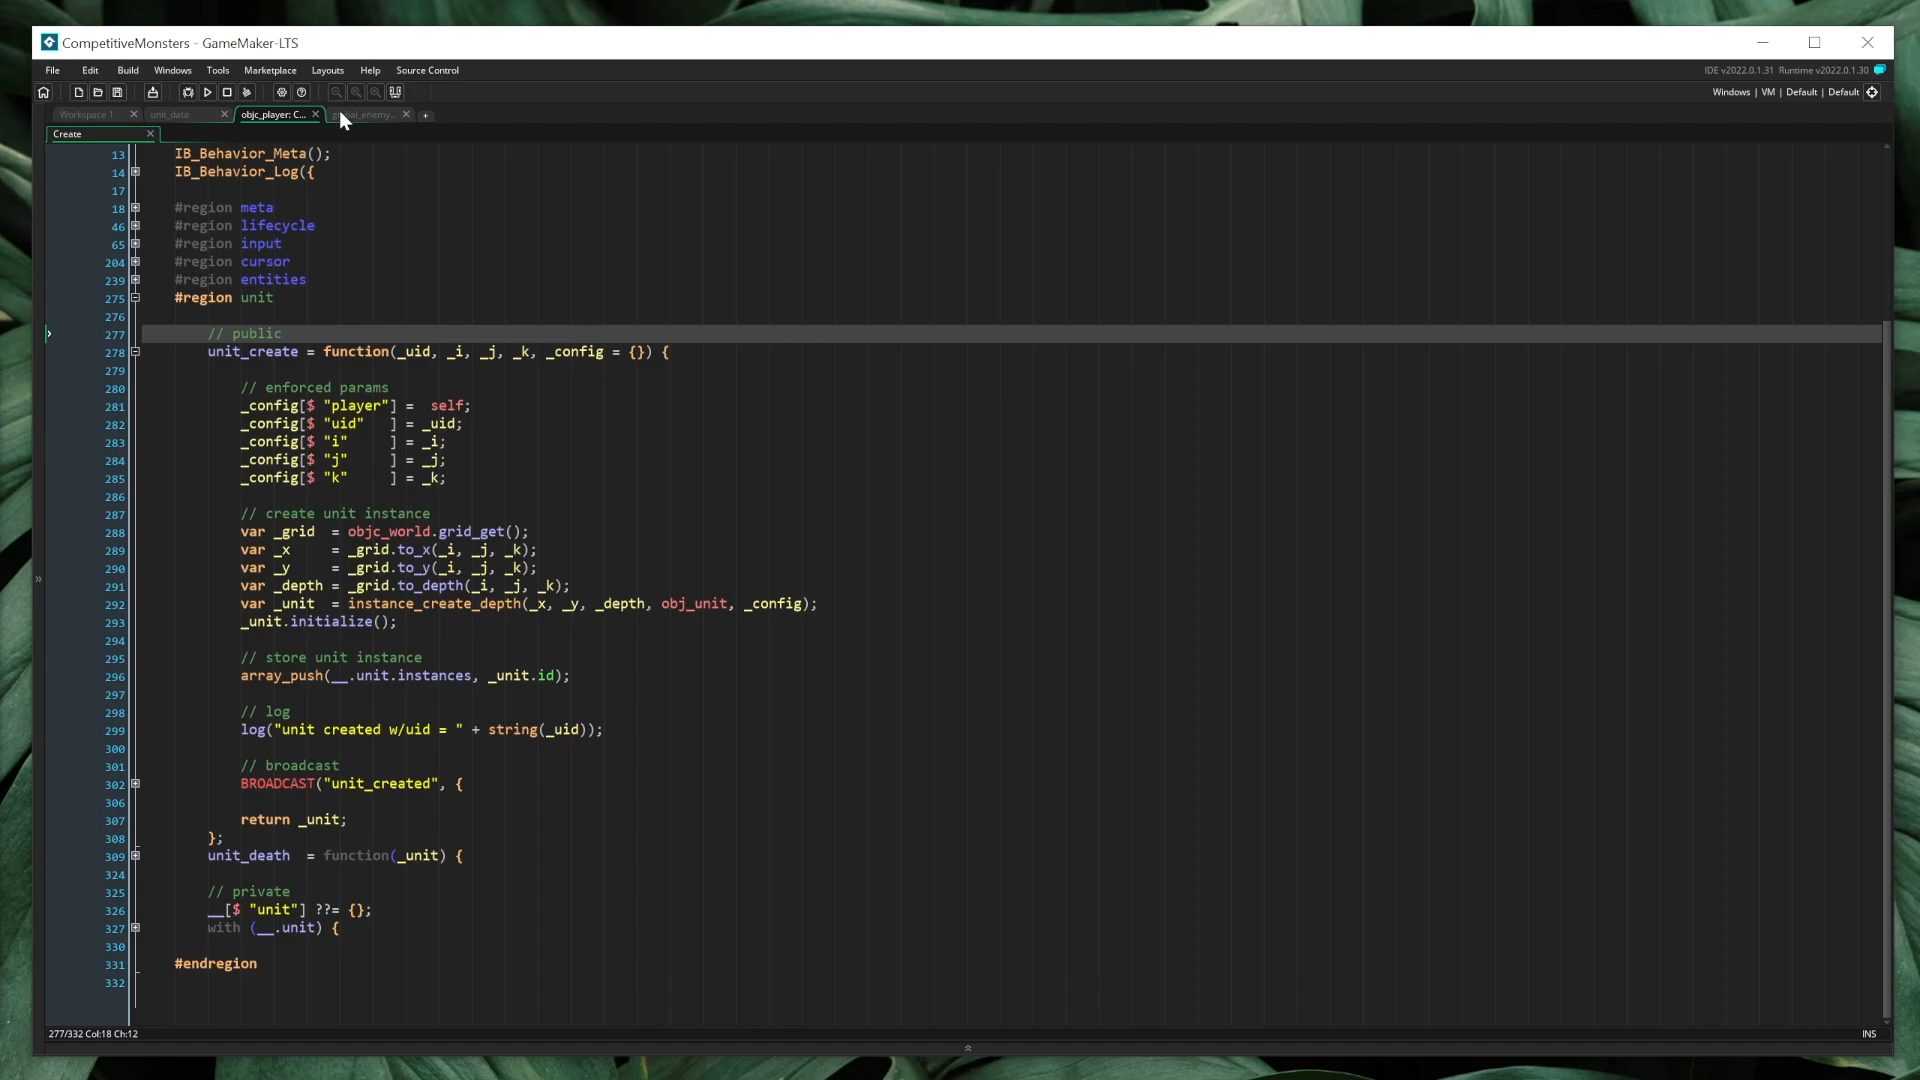 CompetitiveMonsters - GameMaker-LTS
File Edit Build Windows Tools Marketplace Layouts Help Source Control
IDE v2022.0.1.31 Runtime v2022.0.1.30
Windows | VM | Default | Default
Workspace 1 unit_data objc_player: C...
Create
13 IB_Behavior_Meta();
14 IB_Behavior_Log({
17
18 #region meta
46 #region lifecycle
65 #region input
204 #region cursor
239 #region entities
275 #region unit
276
277 // public
278 unit_create = function(_uid, _i, _j, _k, _config = {}) {
279
280 // enforced params
281 _config[$ "player"] =  self;
282 _config[$ "uid"   ] = _uid;
283 _config[$ "i"     ] = _i;
284 _config[$ "j"     ] = _j;
285 _config[$ "k"     ] = _k;
286
287 // create unit instance
288 var _grid  = objc_world.grid_get();
289 var _x     = _grid.to_x(_i, _j, _k);
290 var _y     = _grid.to_y(_i, _j, _k);
291 var _depth = _grid.to_depth(_i, _j, _k);
292 var _unit  = instance_create_depth(_x, _y, _depth, obj_unit, _config);
293 _unit.initialize();
294
295 // store unit instance
296 array_push(__.unit.instances, _unit.id);
297
298 // log
299 log("unit created w/uid = " + string(_uid));
300
301 // broadcast
302 BROADCAST("unit_created", {
306
307 return _unit;
308 };
309 unit_death  = function(_unit) {
324
325 // private
326 __[$ "unit"] ??= {};
327 with (__.unit) {
330
331 #endregion
332
277/332 Col:18 Ch:12
INS